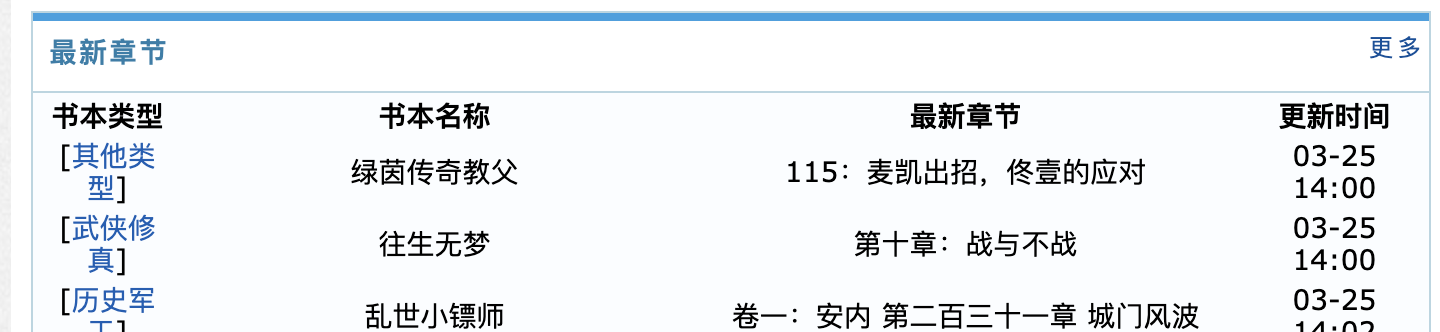 最新章节
更多
书本类型 书本名称 最新章节 更新时间
[其他类
型]
绿茵传奇教父
115：麦凯出招，佟壹的应对
03-25
14:00
[武侠修
真]
往生无梦
第十章：战与不战
03-25
14:00
[历史军
乱世小镖师
卷一：安内 第二百三十一章 城门风波
03-25
14:02